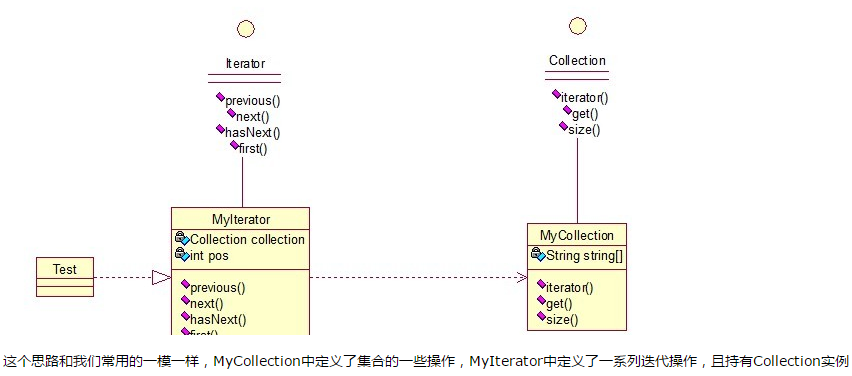 Iterator
previous()
next()
hasNext()
first()
Collection
iterator()
get()
size()
MyIterator
Collection collection
int pos
previous()
next()
hasNext()
first()
MyCollection
String string[]
iterator()
get()
size()
Test
这个思路和我们常用的一模一样，MyCollection中定义了集合的一些操作，MyIterator中定义了一系列迭代操作，且持有Collection实例